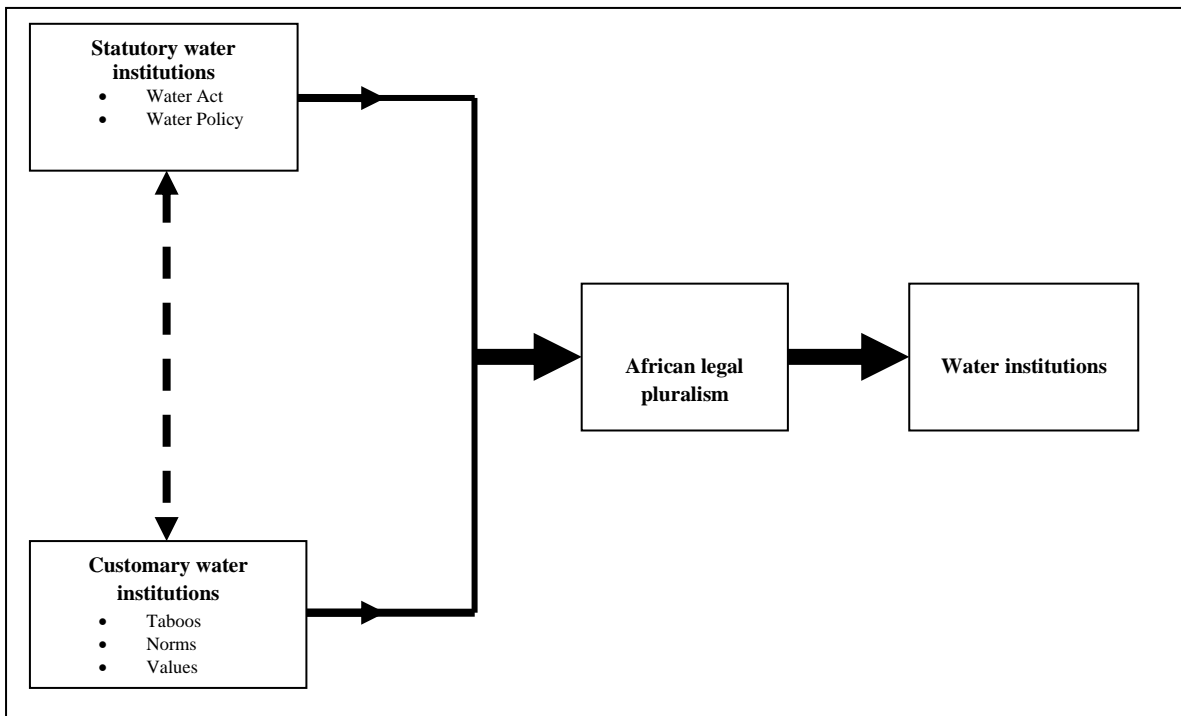 Statutory water
institutions
• Water Act
• Water Policy
African legal
pluralism
Water institutions
Customary water
institutions
• Taboos
• Norms
• Values